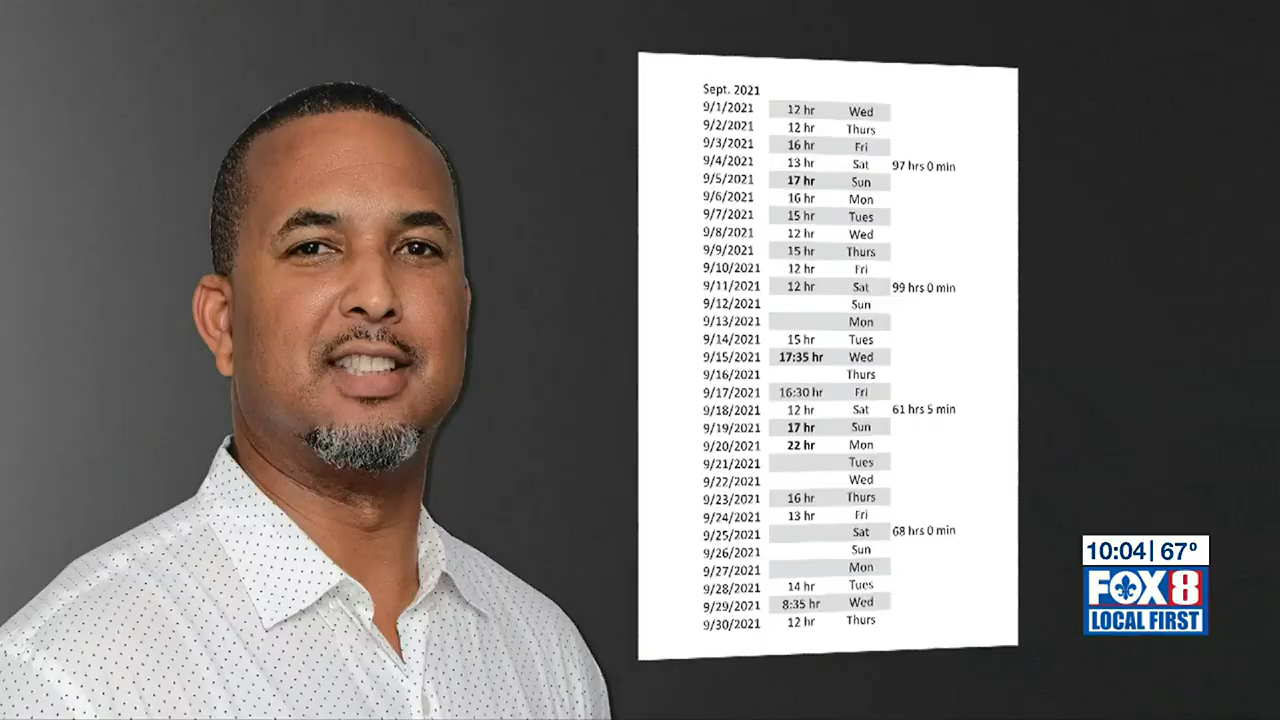 Sept. 2021
9/1/2021 12 hr Wed
9/2/2021 12 hr Thurs
9/3/2021 16 hr Fri
9/4/2021 13 hr Sat 97 hrs 0 min
9/5/2021 17 hr Sun
9/6/2021 16 hr Mon
9/7/2021 15 hr Tues
9/8/2021 12 hr Wed
9/9/2021 15 hr Thurs
9/10/2021 12 hr Fri
9/11/2021 12 hr Sat 99 hrs 0 min
9/12/2021 Sun
9/13/2021 Mon
9/14/2021 15 hr Tues
9/15/2021 17:35 hr Wed
9/16/2021 Thurs
9/17/2021 16:30 hr Fri
9/18/2021 12 hr Sat 61 hrs 5 min
9/19/2021 17 hr Sun
9/20/2021 22 hr Mon
9/21/2021 Tues
9/22/2021 Wed
9/23/2021 16 hr Thurs
9/24/2021 13 hr Fri
9/25/2021 Sat 68 hrs 0 min
9/26/2021 Sun
9/27/2021 Mon
9/28/2021 14 hr Tues
9/29/2021 8:35 hr Wed
9/30/2021 12 hr Thurs
10:04 67º
FOX 8
LOCAL FIRST